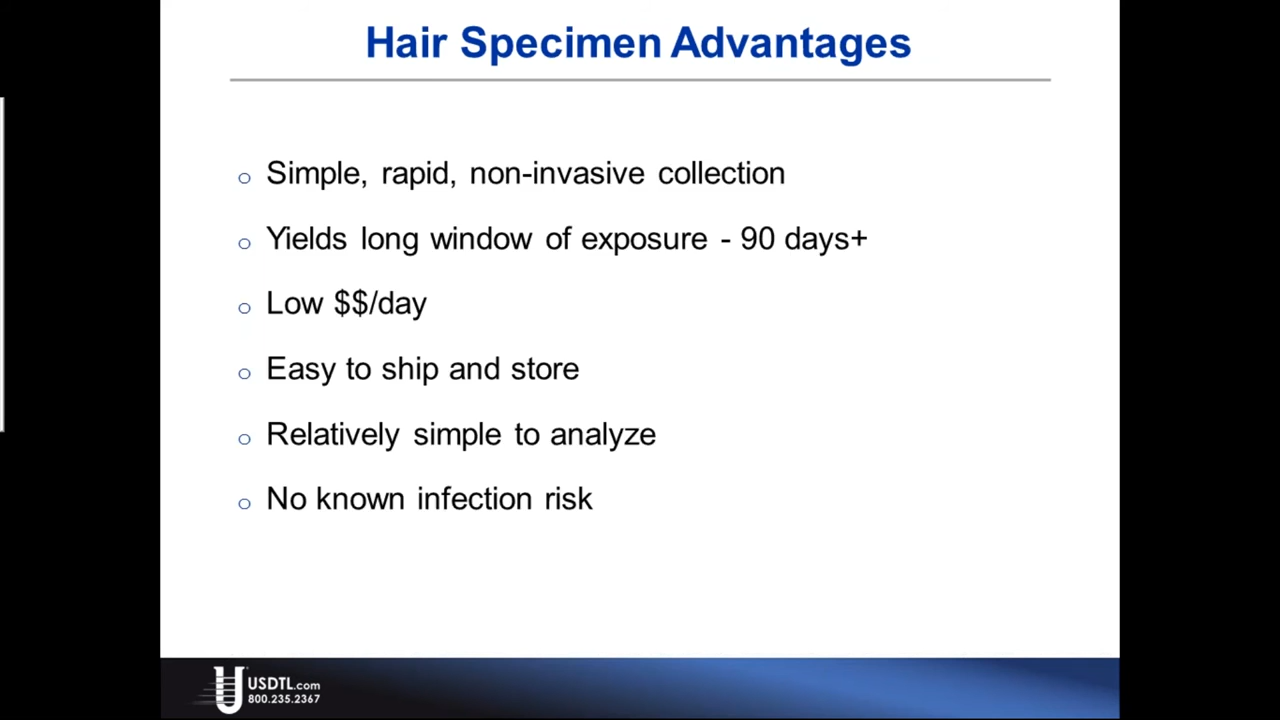 Hair Specimen Advantages
o Simple, rapid, non-invasive collection
o Yields long window of exposure - 90 days+
o Low $$/day
o Easy to ship and store
o Relatively simple to analyze
o No known infection risk
USDTL.com
800.235.2367